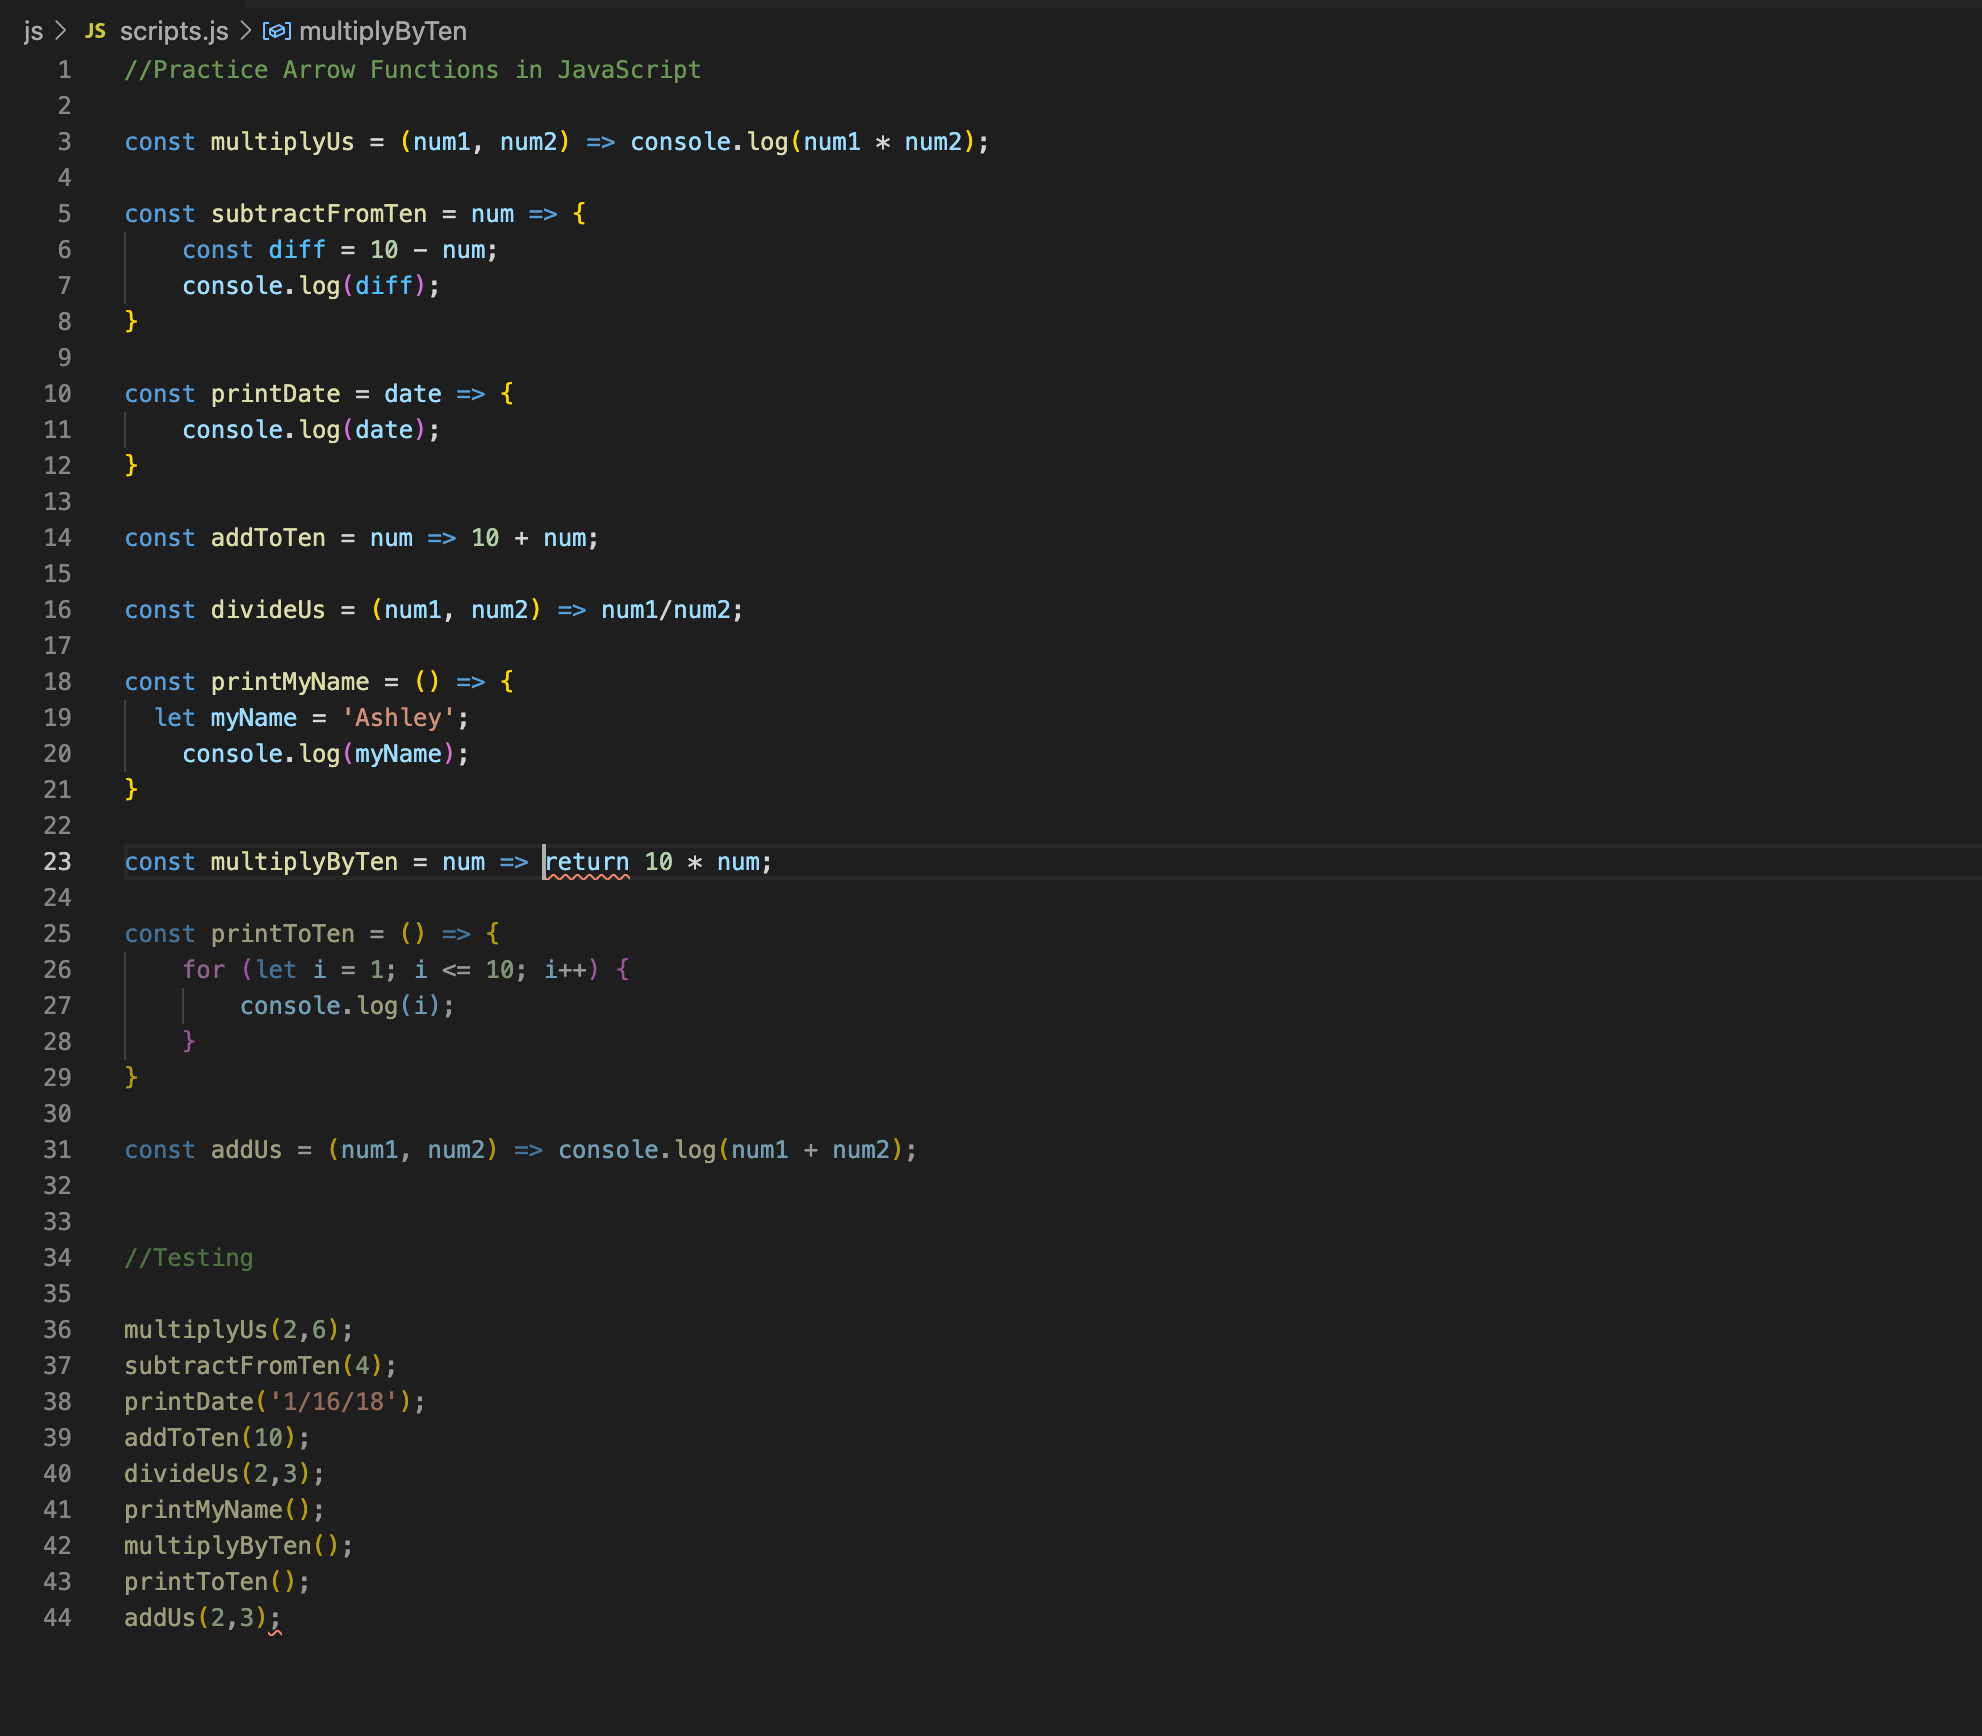 js > JS scripts.js > multiplyByTen
1 //Practice Arrow Functions in JavaScript
2
3 const multiplyUs = (num1, num2) => console.log(num1 * num2);
4
5 const subtractFromTen = num => {
6     const diff = 10 - num;
7     console.log(diff);
8 }
9
10 const printDate = date => {
11     console.log(date);
12 }
13
14 const addToTen = num => 10 + num;
15
16 const divideUs = (num1, num2) => num1/num2;
17
18 const printMyName = () => {
19   let myName = 'Ashley';
20     console.log(myName);
21 }
22
23 const multiplyByTen = num => return 10 * num;
24
25 const printToTen = () => {
26     for (let i = 1; i <= 10; i++) {
27         console.log(i);
28     }
29 }
30
31 const addUs = (num1, num2) => console.log(num1 + num2);
32
33
34 //Testing
35
36 multiplyUs(2,6);
37 subtractFromTen(4);
38 printDate('1/16/18');
39 addToTen(10);
40 divideUs(2,3);
41 printMyName();
42 multiplyByTen();
43 printToTen();
44 addUs(2,3);